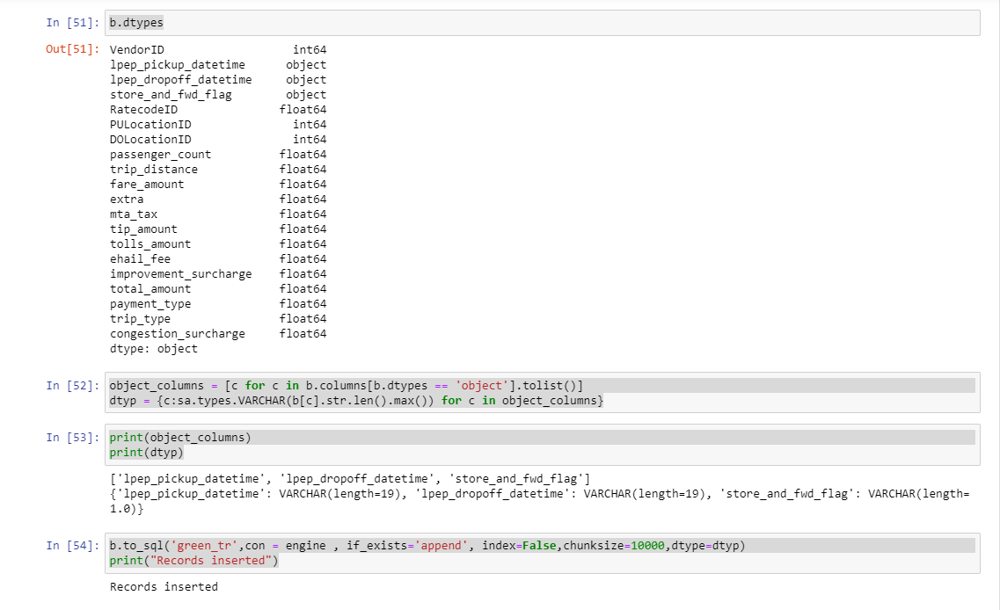 In [51]: b.dtypes
Out[51]: VendorID int64
lpep_pickup_datetime object
lpep_dropoff_datetime object
store_and_fwd_flag object
RatecodeID float64
PULocationID int64
DOLocationID int64
passenger_count float64
trip_distance float64
fare_amount float64
extra float64
mta_tax float64
tip_amount float64
tolls_amount float64
ehail_fee float64
improvement_surcharge float64
total_amount float64
payment_type float64
trip_type float64
congestion_surcharge float64
dtype: object
In [52]: object_columns = [c for c in b.columns[b.dtypes == 'object'].tolist()]
dtyp = {c:sa.types.VARCHAR(b[c].str.len().max()) for c in object_columns}
In [53]: print(object_columns)
print(dtyp)
['lpep_pickup_datetime', 'lpep_dropoff_datetime', 'store_and_fwd_flag']
{'lpep_pickup_datetime': VARCHAR(length=19), 'lpep_dropoff_datetime': VARCHAR(length=19), 'store_and_fwd_flag': VARCHAR(length=
1.0)}
In [54]: b.to_sql('green_tr',con = engine , if_exists='append', index=False,chunksize=10000,dtype=dtyp)
print("Records inserted")
Records inserted